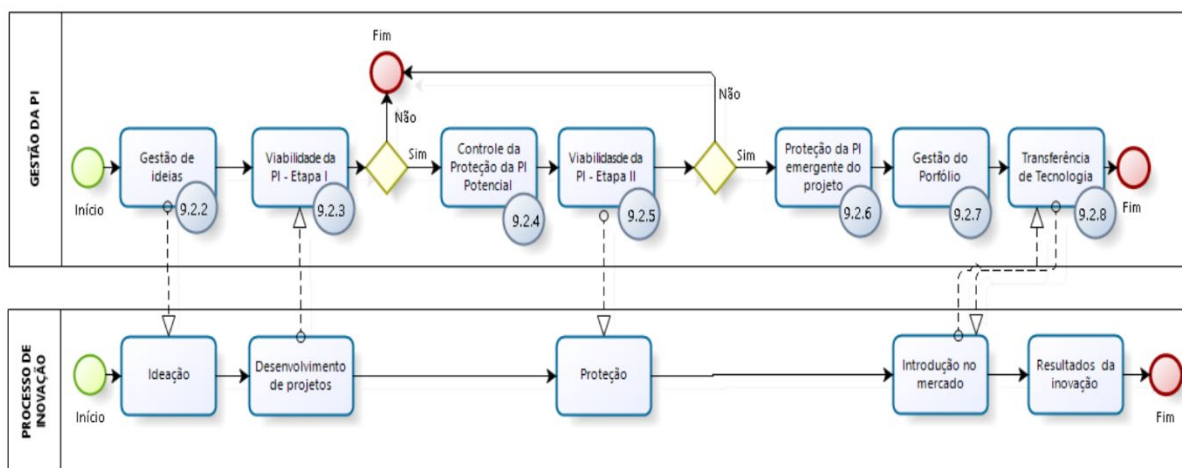 GESTÃO DA PI
Início
Gestão de
ideias
9.2.2
Viabilidade da
PI - Etapa I
9.2.3
Fim
Não
Sim
Controle da
Proteção da PI
Potencial
9.2.4
Viabilidasde da
PI - Etapa II
9.2.5
Não
Sim
Proteção da PI
emergente do
projeto
9.2.6
Gestão do
Porfólio
9.2.7
Transferência
de Tecnologia
9.2.8
Fim
PROCESSO DE
INOVAÇÃO
Início
Ideação
Desenvolvimento
de projetos
Proteção
Introdução no
mercado
Resultados da
inovação
Fim